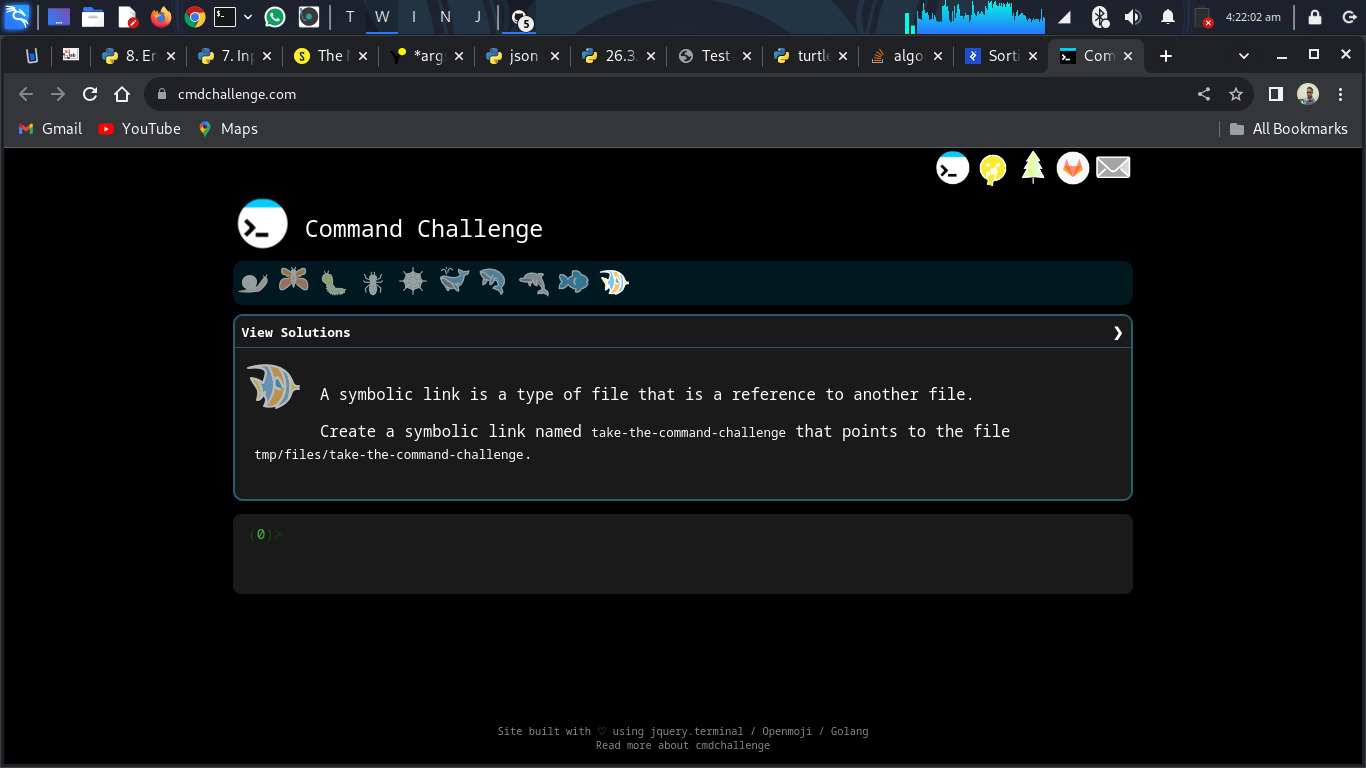 T W I N J 5 4:22:02 am
8. Er 7. Inp The N *arg json 26.3. Test- turtl algo Sorti Com
cmdchallenge.com
Gmail YouTube Maps All Bookmarks
Command Challenge
View Solutions ❯
A symbolic link is a type of file that is a reference to another file.
Create a symbolic link named take-the-command-challenge that points to the file
tmp/files/take-the-command-challenge.
(0)>
Site built with ♡ using jquery.terminal / Openmoji / Golang
Read more about cmdchallenge